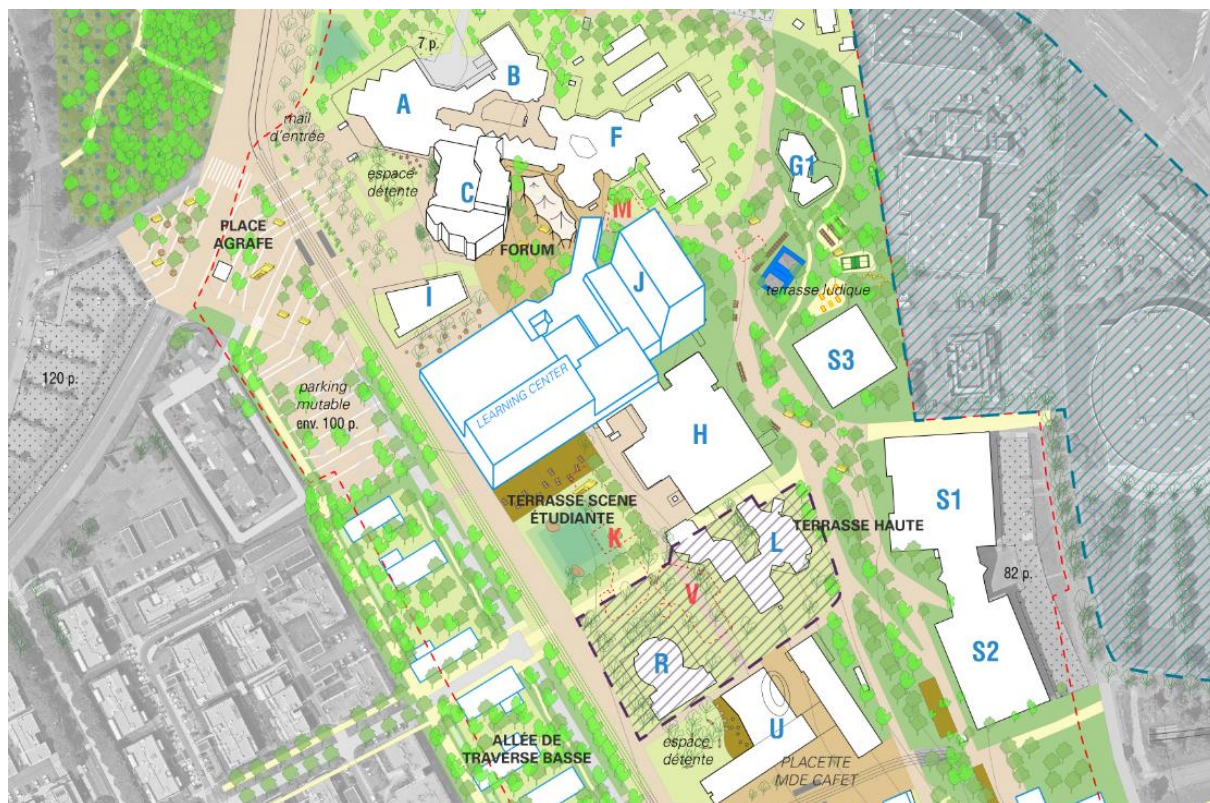 7 p.
B
A
mail
d'entrée
F
espace
détente
C
G1
M
PLACE
AGRAFE
FORUM
J
terrasse ludique
I
S3
120 p.
parking
mutable
env. 100 p.
LEARNING CENTER
H
S1
TERRASSE SCENE
ÉTUDIANTE
TERRASSE HAUTE
K
L
82 p.
V
R
S2
U
ALLÉE DE
TRAVERSE BASSE
espace
détente
PLACETTE
MDE CAFET